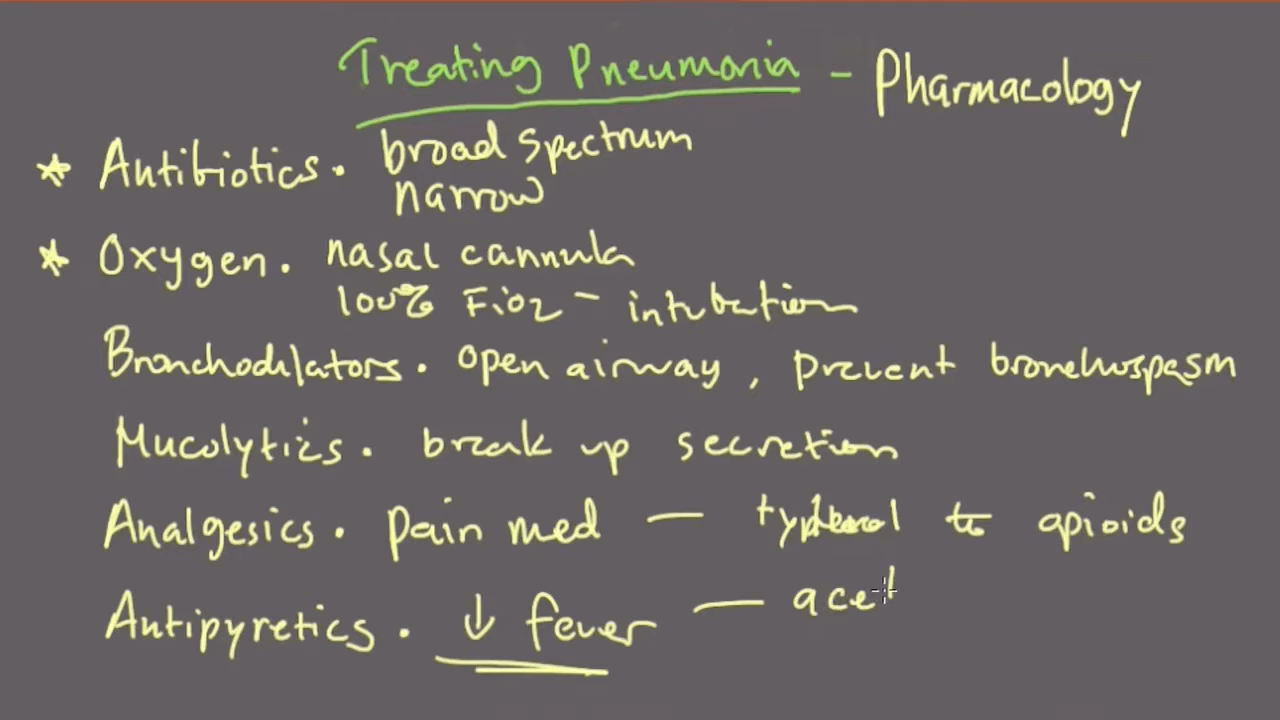 Treating Pneumonia - Pharmacology
* Antibiotics. broad spectrum
narrow
* Oxygen. nasal cannula
100% FiO2 - intubation
Bronchodilators. open airway, prevent bronchospasm
Mucolytics. break up secretion
Analgesics. pain med — tylenol to opioids
Antipyretics. ↓ fever — acet